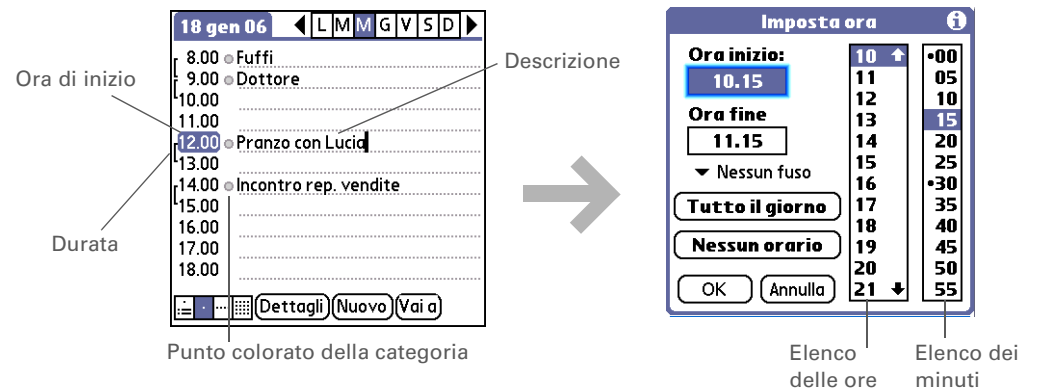 18 gen 06 L M M G V S D
8.00 Fuffi
9.00 Dottore
10.00
11.00
12.00 Pranzo con Lucia
13.00
14.00 Incontro rep. vendite
15.00
16.00
17.00
18.00
Dettagli Nuovo Vai a
Ora di inizio
Durata
Descrizione
Punto colorato della categoria
Imposta ora
Ora inizio:
10.15
Ora fine
11.15
Nessun fuso
Tutto il giorno
Nessun orario
OK Annulla
10
11
12
13
14
15
16
17
18
19
20
21
•00
05
10
15
20
25
•30
35
40
45
50
55
Elenco
delle ore
Elenco dei
minuti